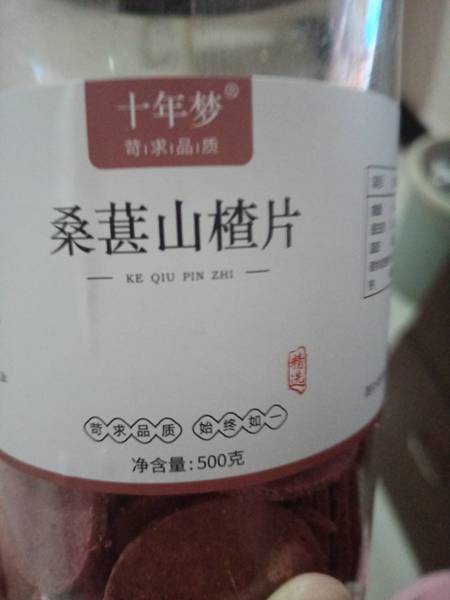 十年梦®
苛求品质
桑葚山楂片
KE QIU PIN ZHI
精选
苛求品质 始终如一
净含量:500克